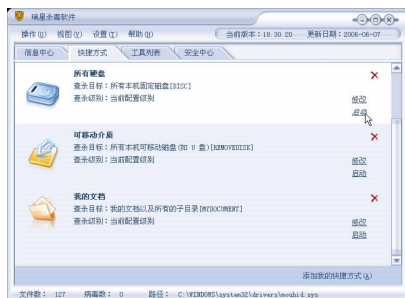 瑞星杀毒软件
操作(O) 视图(V) 设置(T) 帮助(H) 当前版本：18.30.20 更新日期：2006-06-07
信息中心 快捷方式 工具列表 安全中心
所有硬盘
查杀目标：所有本机固定磁盘[DISC]
查杀级别：当前配置级别
修改
启动
可移动介质
查杀目标：所有本机可移动磁盘(如 U 盘)[REMOVEDISE]
查杀级别：当前配置级别
修改
启动
我的文档
查杀目标：我的文档以及所有的子目录[MYDOCUMENT]
查杀级别：当前配置级别
修改
启动
添加我的快捷方式(A)
文件数： 127 病毒数： 0 路径： C:\WINDOWS\system32\drivers\mouhid.sys